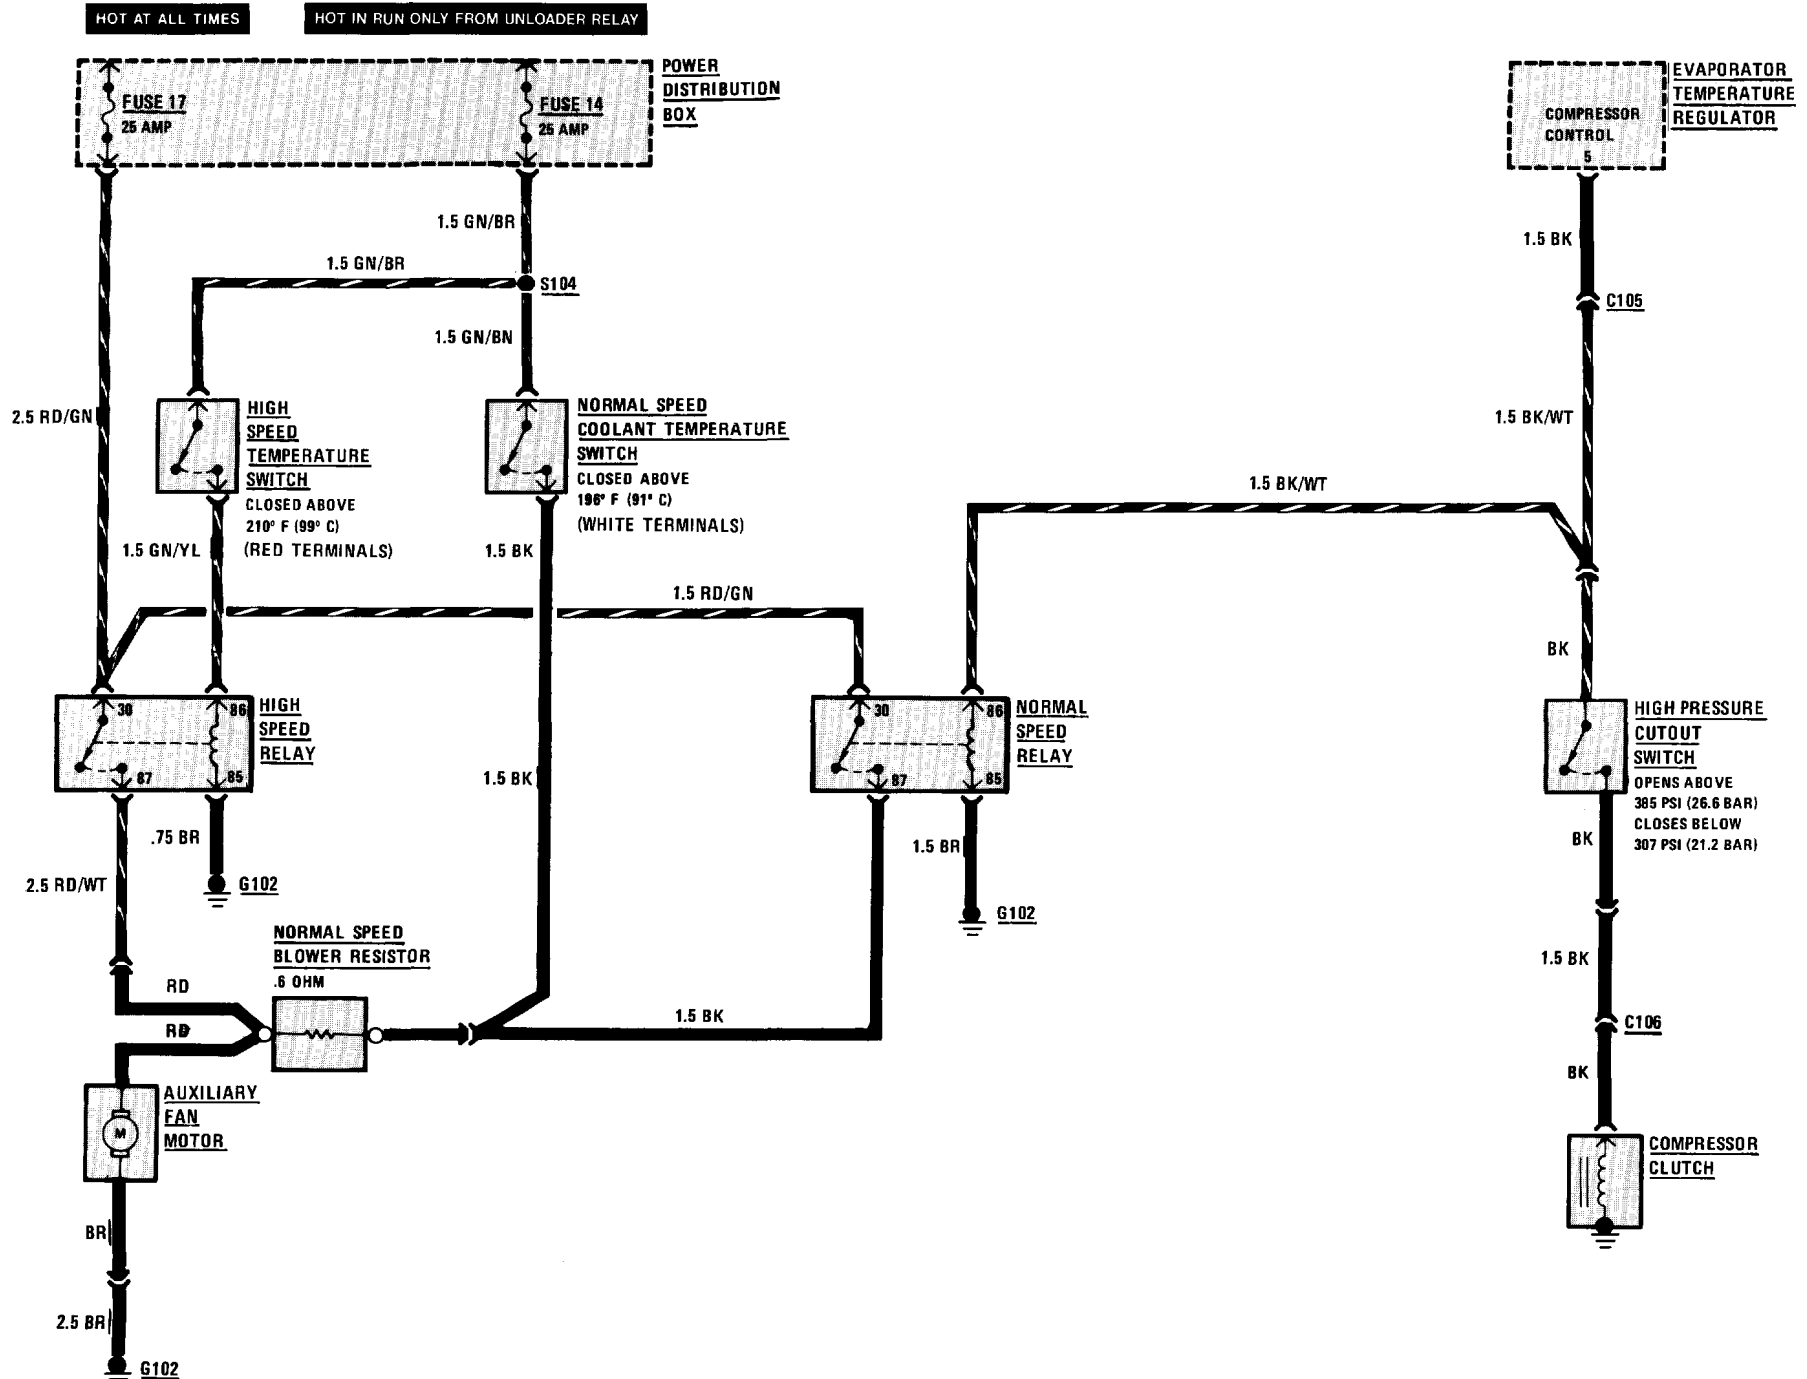 HOT AT ALL TIMES
HOT IN RUN ONLY FROM UNLOADER RELAY
POWER
DISTRIBUTION
BOX
FUSE 17
25 AMP
FUSE 14
25 AMP
EVAPORATOR
TEMPERATURE
REGULATOR
COMPRESSOR
CONTROL
5
1.5 GN/BR
1.5 BK
1.5 GN/BR
S104
C105
1.5 GN/BN
2.5 RD/GN
HIGH
SPEED
TEMPERATURE
SWITCH
CLOSED ABOVE
210° F (99° C)
(RED TERMINALS)
NORMAL SPEED
COOLANT TEMPERATURE
SWITCH
CLOSED ABOVE
196° F (91° C)
(WHITE TERMINALS)
1.5 BK/WT
1.5 BK/WT
1.5 GN/YL
1.5 BK
1.5 RD/GN
BK
30
86
87
85
HIGH
SPEED
RELAY
1.5 BK
30
86
87
85
NORMAL
SPEED
RELAY
HIGH PRESSURE
CUTOUT
SWITCH
OPENS ABOVE
385 PSI (26.6 BAR)
CLOSES BELOW
307 PSI (21.2 BAR)
.75 BR
1.5 BR
BK
2.5 RD/WT
G102
G102
NORMAL SPEED
BLOWER RESISTOR
.6 OHM
1.5 BK
RD
RD
1.5 BK
C106
BK
AUXILIARY
FAN
MOTOR
M
COMPRESSOR
CLUTCH
BR
2.5 BR
G102